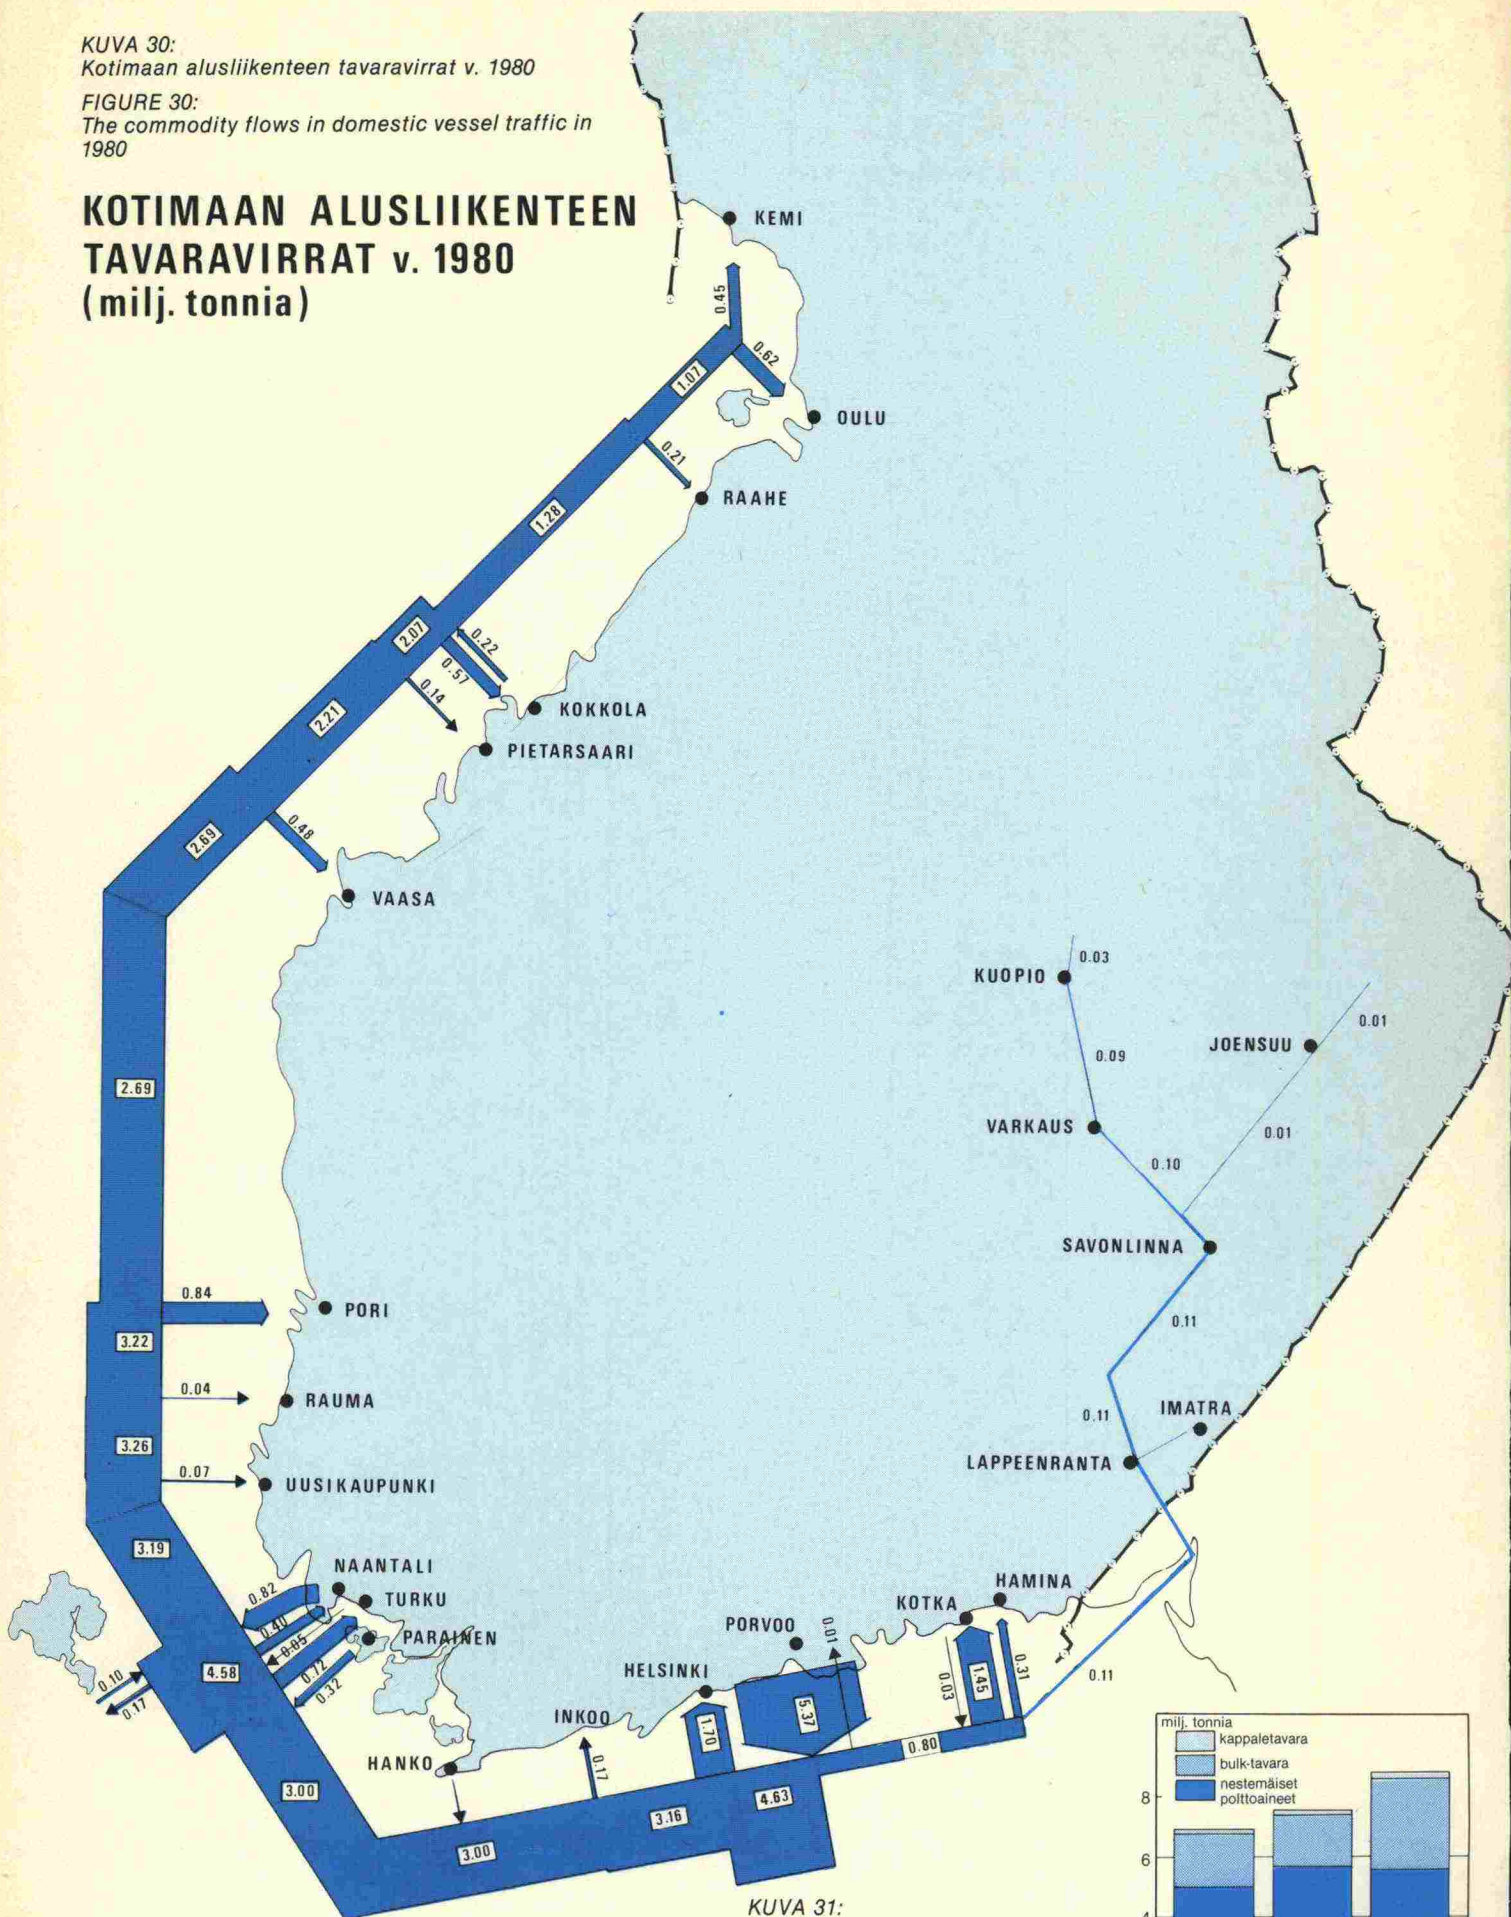 KUVA 30:
Kotimaan alusliikenteen tavaravirrat v. 1980
FIGURE 30:
The commodity flows in domestic vessel traffic in
1980
KOTIMAAN ALUSLIIKENTEEN
TAVARAVIRRAT v. 1980
(milj. tonnia)
KEMI
0.45
0.62
1.07
OULU
0.21
RAAHE
1.28
2.07
0.22
0.57
0.14
2.21
KOKKOLA
PIETARSAARI
0.48
2.69
VAASA
KUOPIO
0.03
0.01
JOENSUU
0.09
2.69
VARKAUS
0.01
0.10
SAVONLINNA
0.84
PORI
0.11
3.22
0.04
RAUMA
0.11
IMATRA
3.26
LAPPEENRANTA
0.07
UUSIKAUPUNKI
3.19
NAANTALI
HAMINA
0.82
TURKU
KOTKA
0.40
0.05
PORVOO
0.01
PARAINEN
0.72
0.32
4.58
HELSINKI
0.10
0.17
0.03
1.45
0.31
0.11
INKOO
1.70
5.37
HANKO
0.17
0.80
3.00
4.63
3.16
3.00
milj. tonnia
kappaletavara
bulk-tavara
nestemäiset
polttoaineet
8
6
4
KUVA 31: